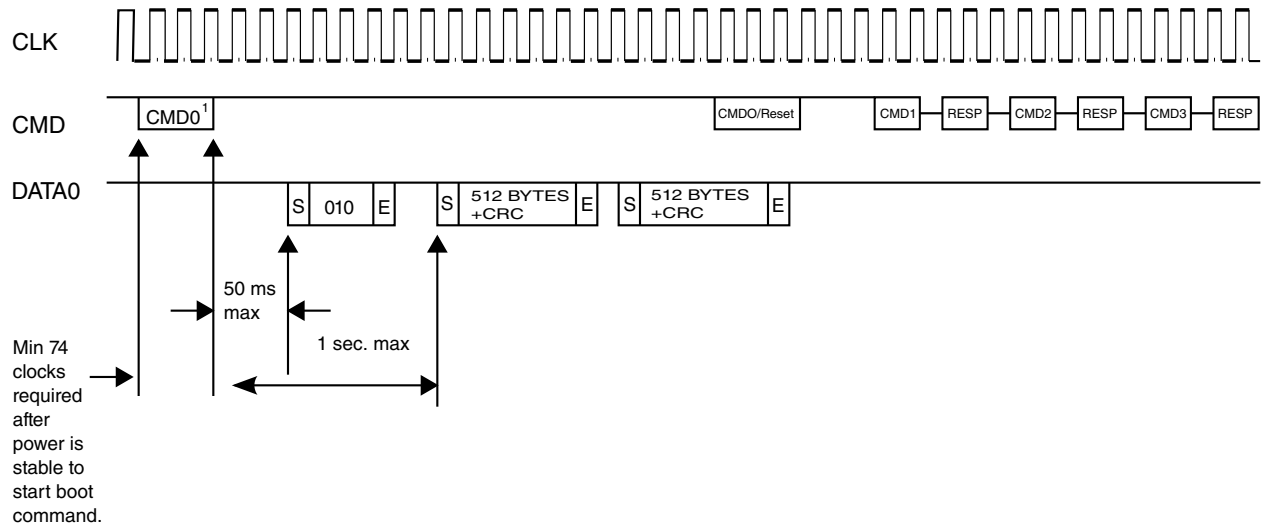 CLK
CMD
CMD0¹
CMDO/Reset
CMD1
RESP
CMD2
RESP
CMD3
RESP
DATA0
S
010
E
S
512 BYTES
+CRC
E
S
512 BYTES
+CRC
E
50 ms
max
1 sec. max
Min 74
clocks
required
after
power is
stable to
start boot
command.